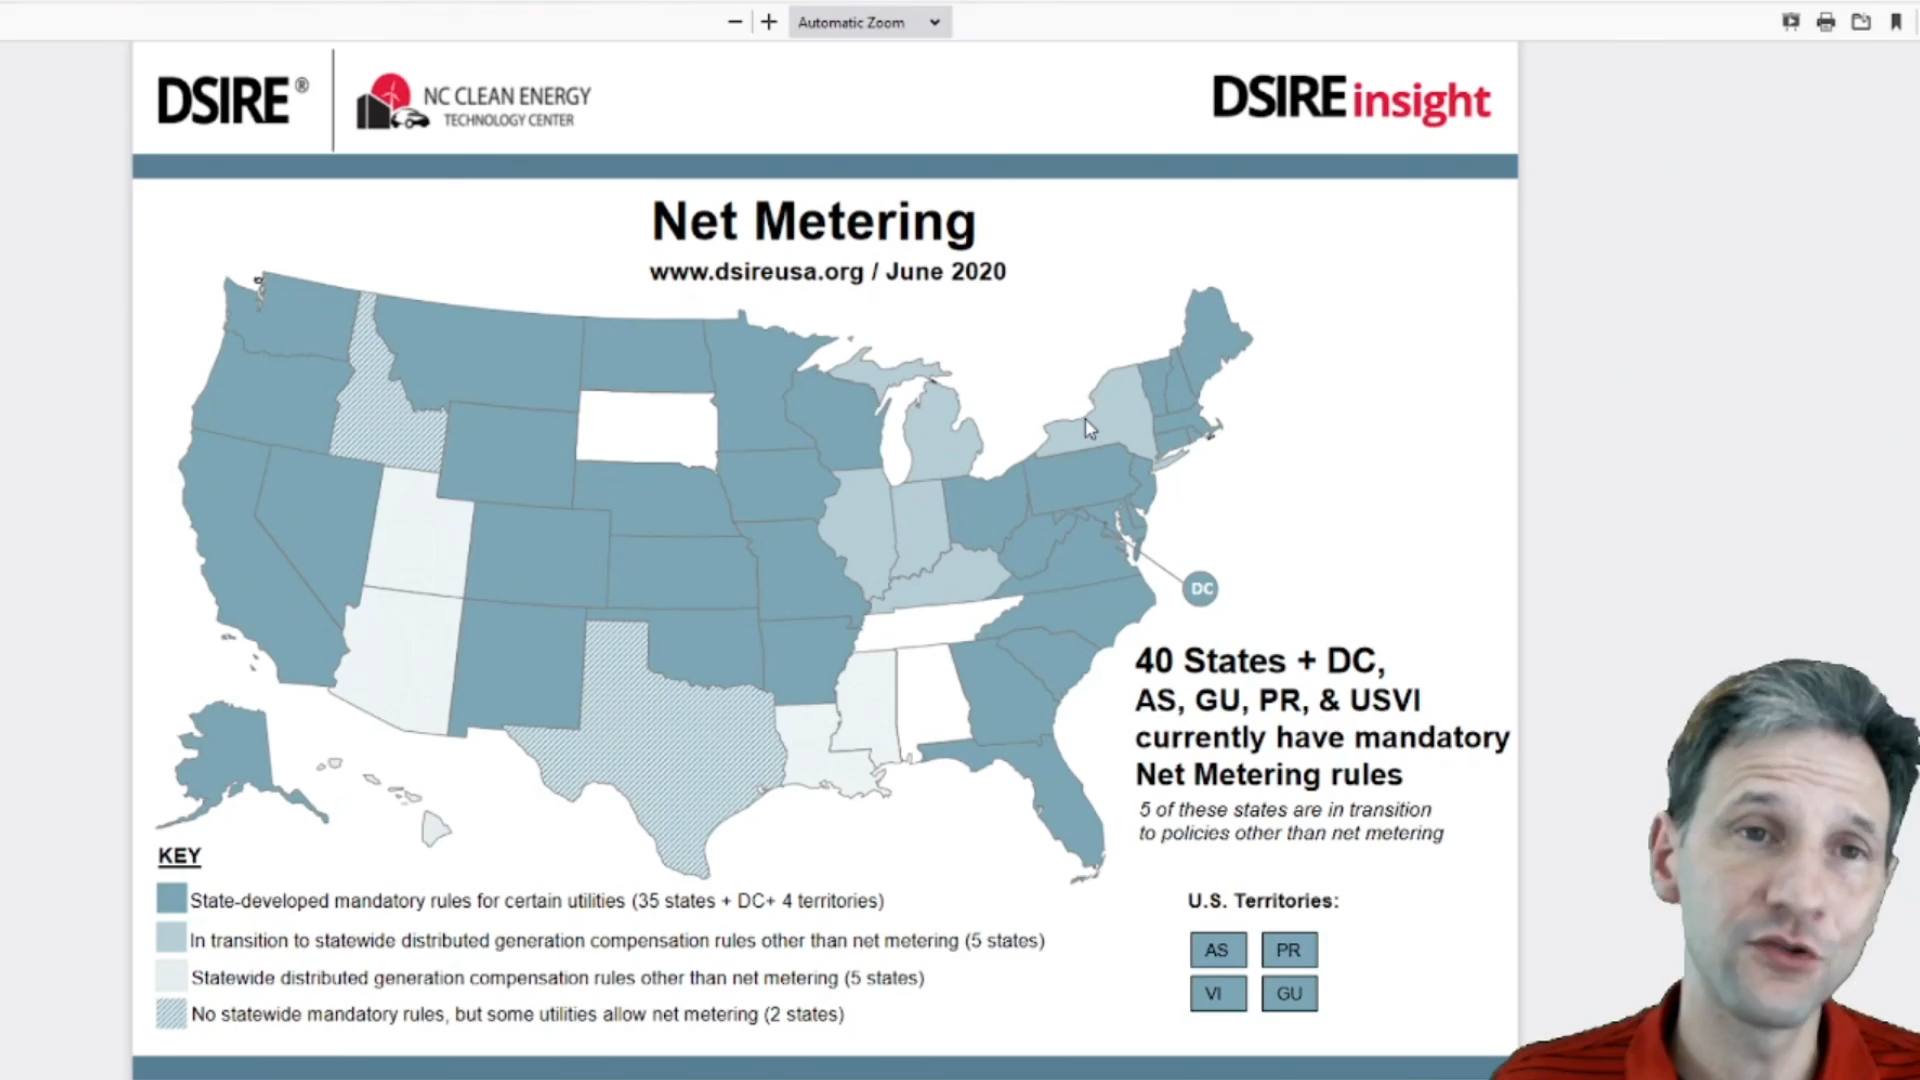 Automatic Zoom
DSIRE®
NC CLEAN ENERGY
TECHNOLOGY CENTER
DSIRE insight
Net Metering
www.dsireusa.org / June 2020
DC
40 States + DC,
AS, GU, PR, & USVI
currently have mandatory
Net Metering rules
5 of these states are in transition
to policies other than net metering
KEY
State-developed mandatory rules for certain utilities (35 states + DC+ 4 territories)
In transition to statewide distributed generation compensation rules other than net metering (5 states)
Statewide distributed generation compensation rules other than net metering (5 states)
No statewide mandatory rules, but some utilities allow net metering (2 states)
U.S. Territories:
AS PR
VI GU